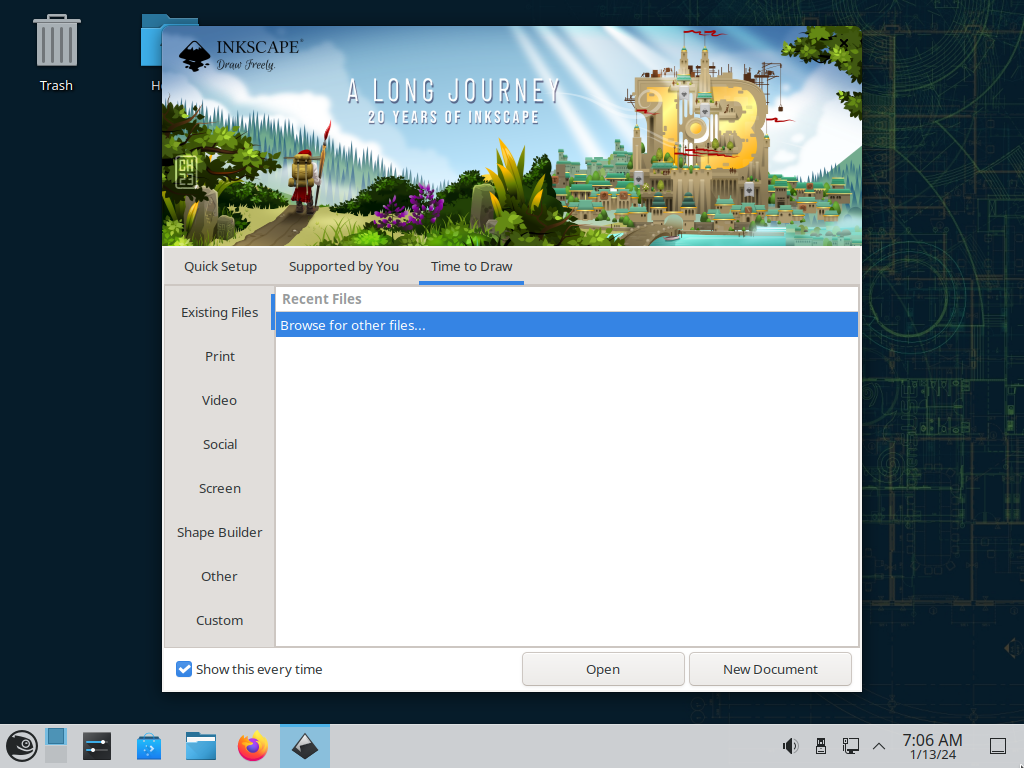 Trash
INKSCAPE
Draw Freely.
A LONG JOURNEY
20 YEARS OF INKSCAPE
CH
23
Quick Setup
Supported by You
Time to Draw
Existing Files
Print
Video
Social
Screen
Shape Builder
Other
Custom
Recent Files
Browse for other files...
Show this every time
Open
New Document
7:06 AM
1/13/24